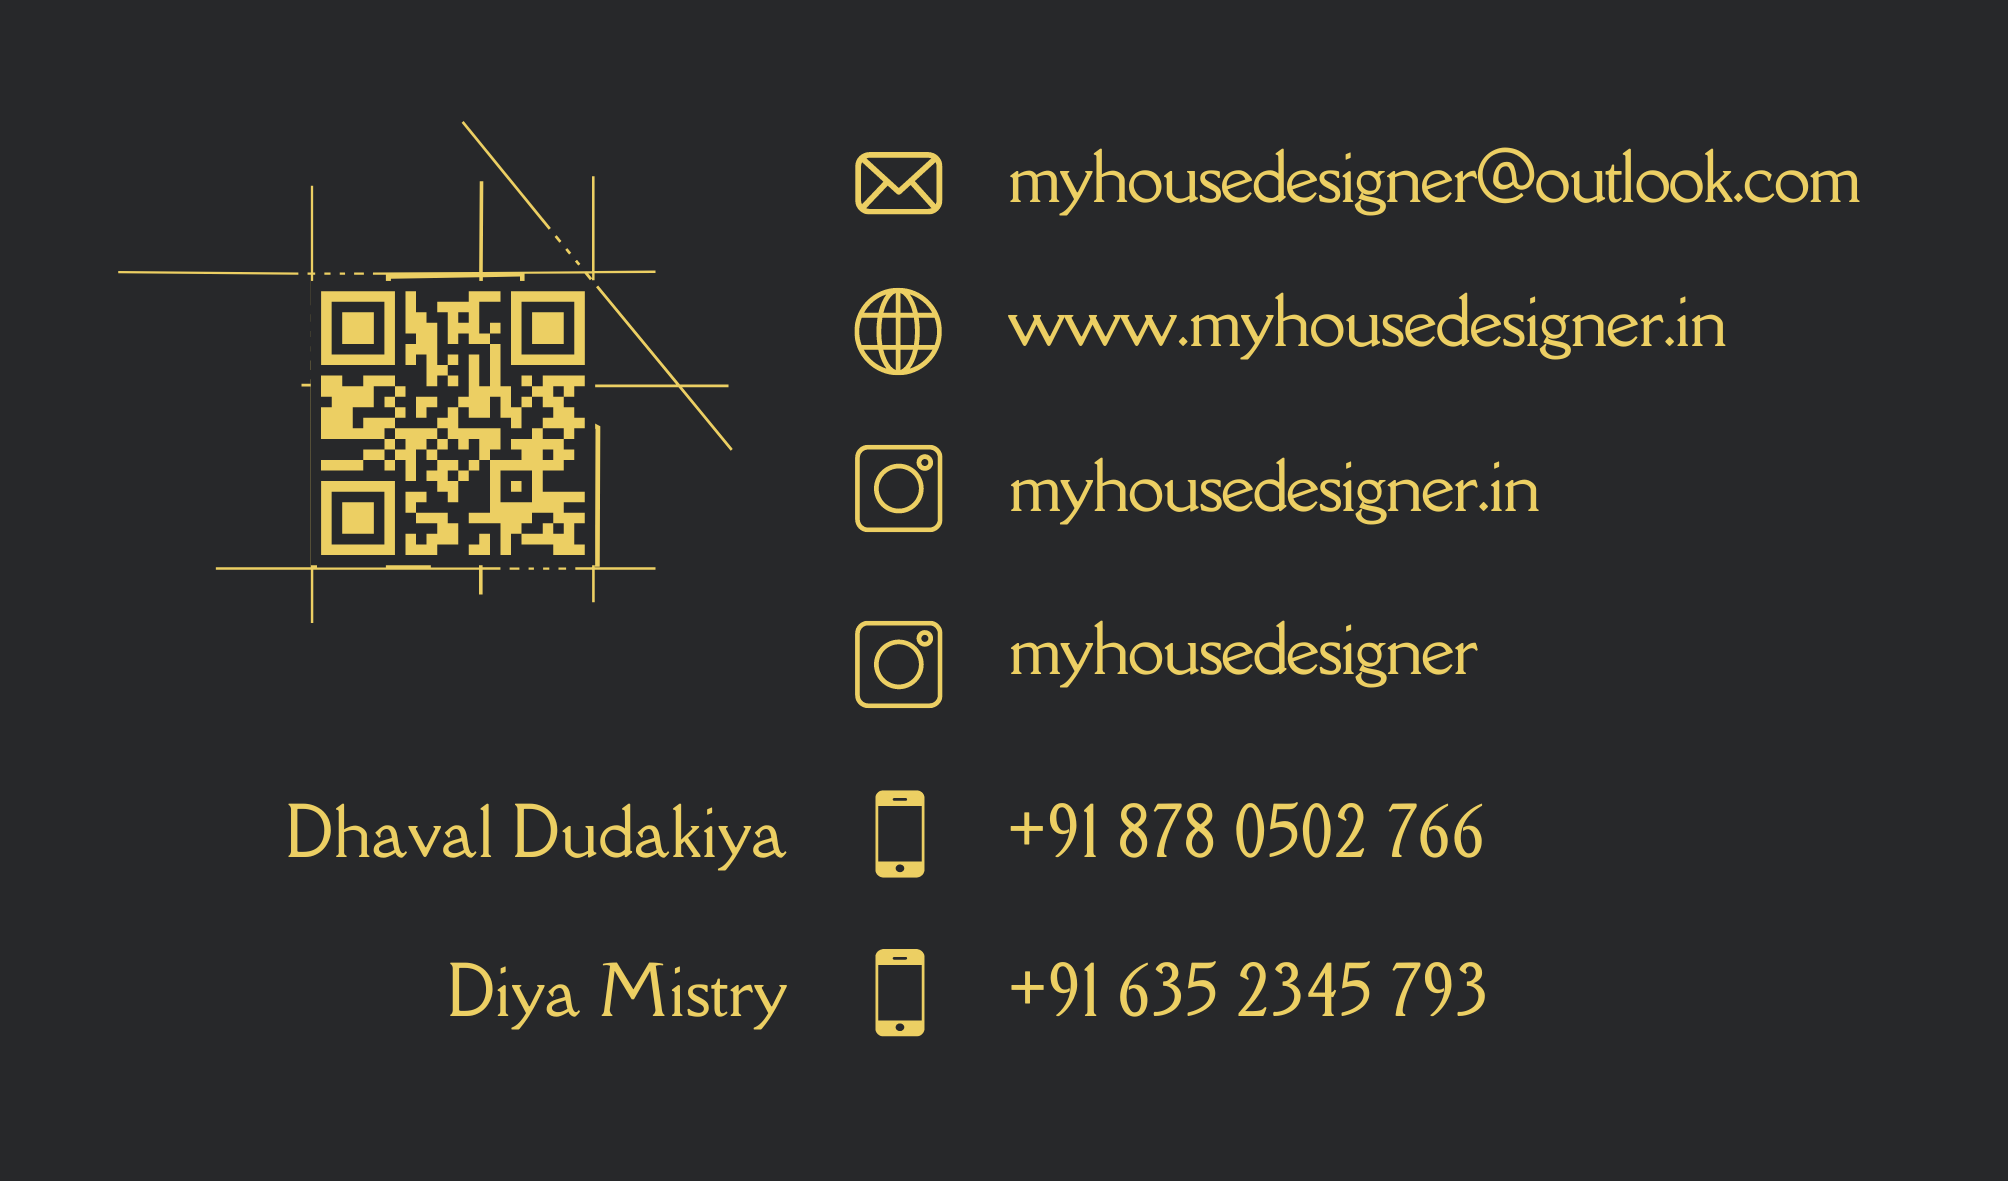 myhousedesigner@outlook.com
www.myhousedesigner.in
myhousedesigner.in
myhousedesigner
Dhaval Dudakiya +91 878 0502 766
Diya Mistry +91 635 2345 793